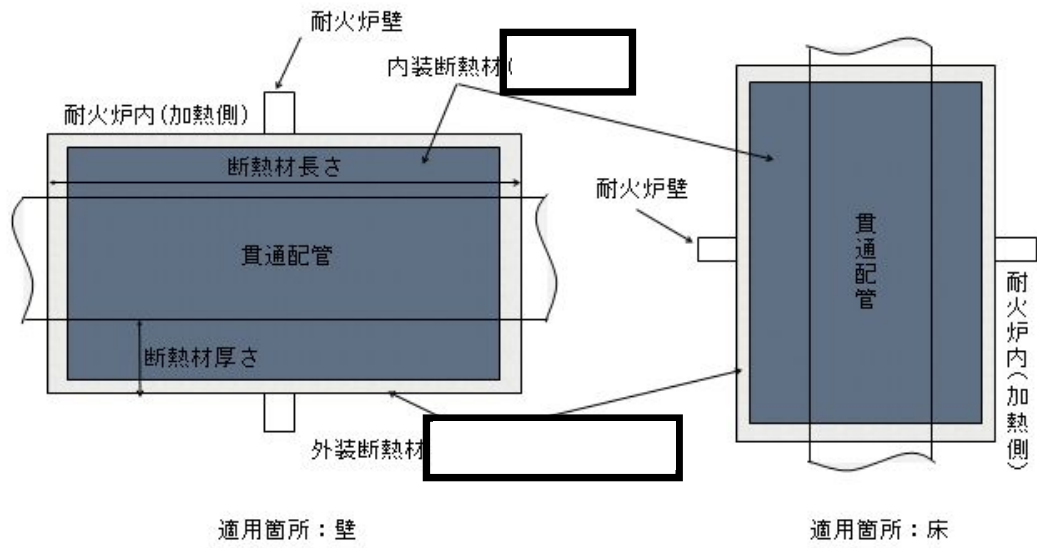 耐火炉壁
内装断熱材(
耐火炉内(加熱側)
断熱材長さ
耐火炉壁
貫通配管
貫通配管
断熱材厚さ
耐火炉内(加熱側)
外装断熱材
適用箇所:壁
適用箇所:床